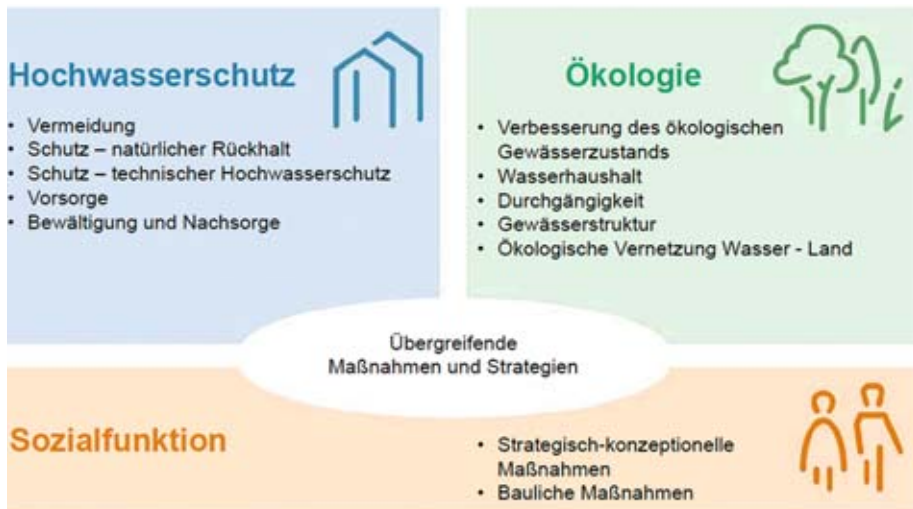 Hochwasserschutz
• Vermeidung
• Schutz – natürlicher Rückhalt
• Schutz – technischer Hochwasserschutz
• Vorsorge
• Bewältigung und Nachsorge
Ökologie
• Verbesserung des ökologischen
Gewässerzustands
• Wasserhaushalt
• Durchgängigkeit
• Gewässerstruktur
• Ökologische Vernetzung Wasser - Land
Übergreifende
Maßnahmen und Strategien
Sozialfunktion
• Strategisch-konzeptionelle
Maßnahmen
• Bauliche Maßnahmen